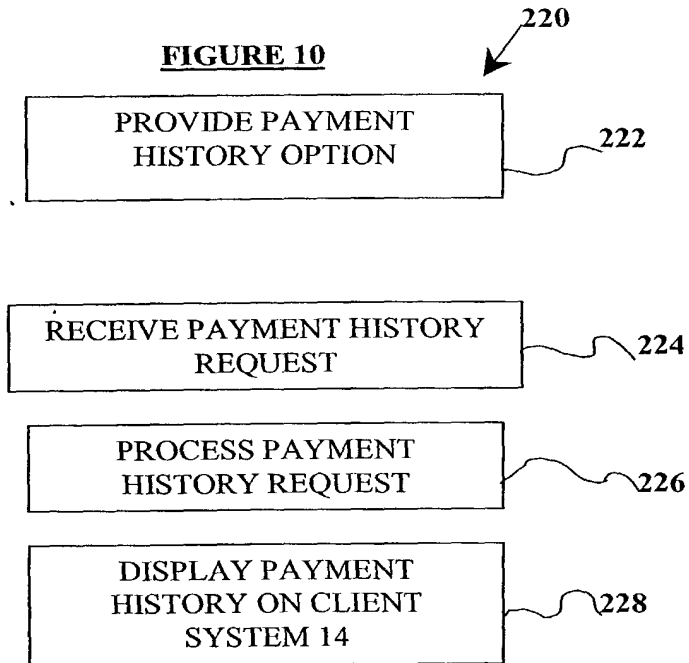 220
FIGURE 10
PROVIDE PAYMENT
HISTORY OPTION
222
RECEIVE PAYMENT HISTORY
REQUEST
224
PROCESS PAYMENT
HISTORY REQUEST
226
DISPLAY PAYMENT
HISTORY ON CLIENT
SYSTEM 14
228